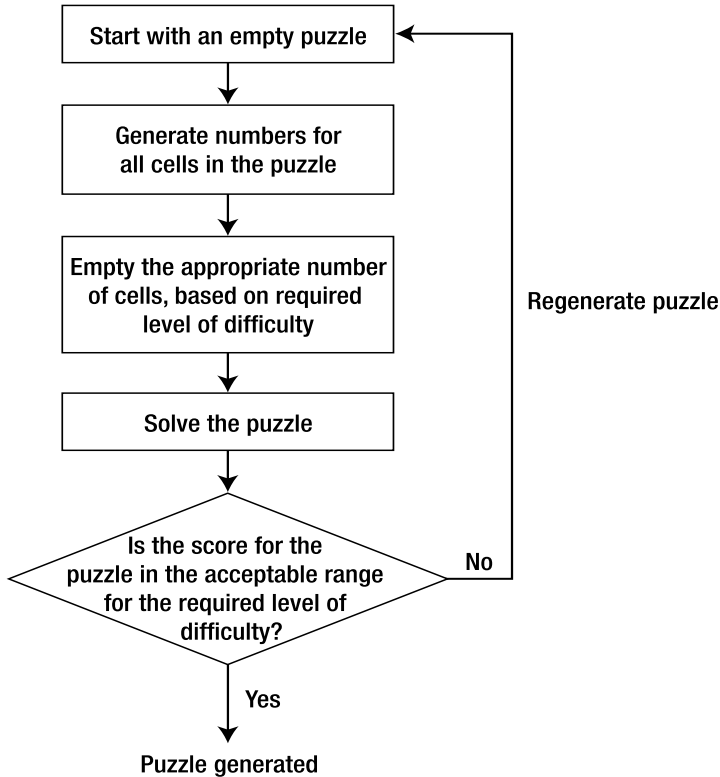 Start with an empty puzzle
Generate numbers for
all cells in the puzzle
Empty the appropriate number
of cells, based on required
level of difficulty
Regenerate puzzle
Solve the puzzle
Is the score for the
puzzle in the acceptable range
for the required level of
difficulty?
No
Yes
Puzzle generated